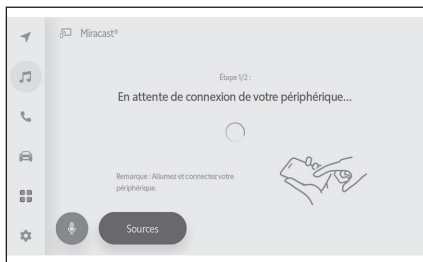 Miracast®
Étape 1/2 :
En attente de connexion de votre périphérique...
Remarque : Allumez et connectez votre
périphérique.
Sources